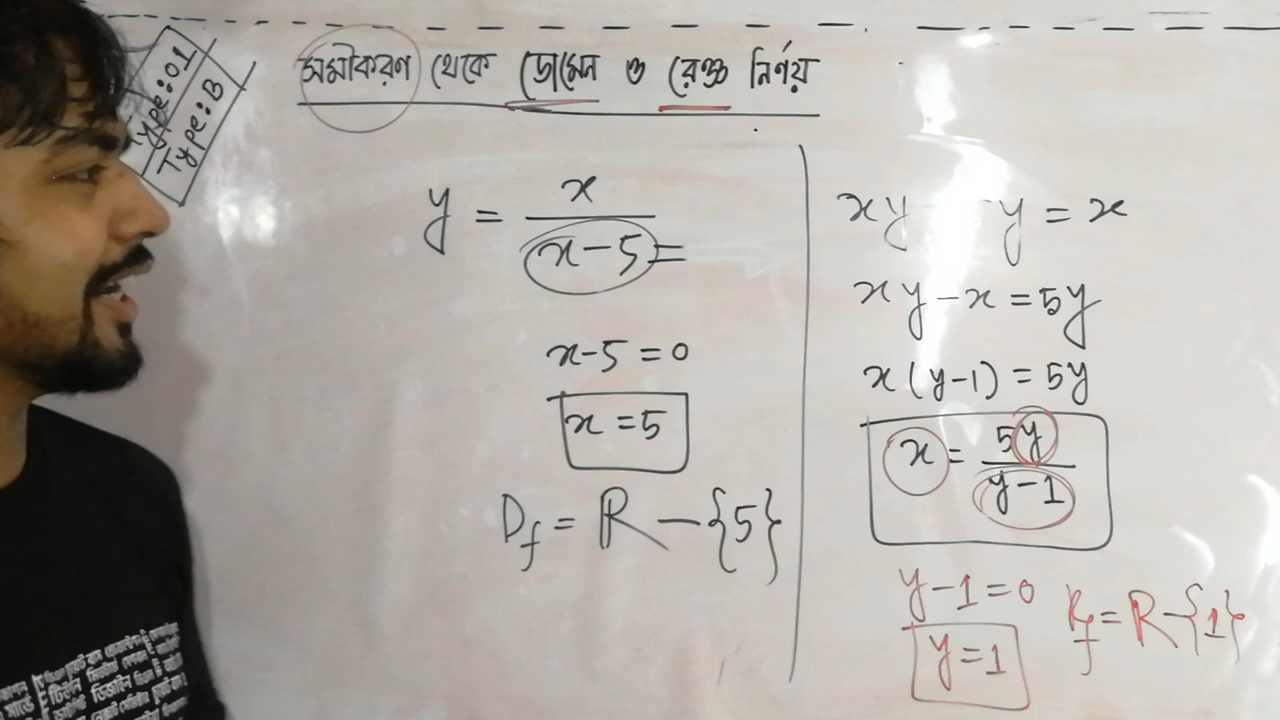 Type:01
Type:B
সমীকরণ থেকে ডোমেন ও রেঞ্জ নির্ণয়
y = x / (x-5) =
x-5 = 0
x = 5
D_f = ℝ - {5}
xy - y = x
xy - x = 5y
x(y-1) = 5y
x = 5y / (y-1)
y-1 = 0
y = 1
R_f = R - {1}